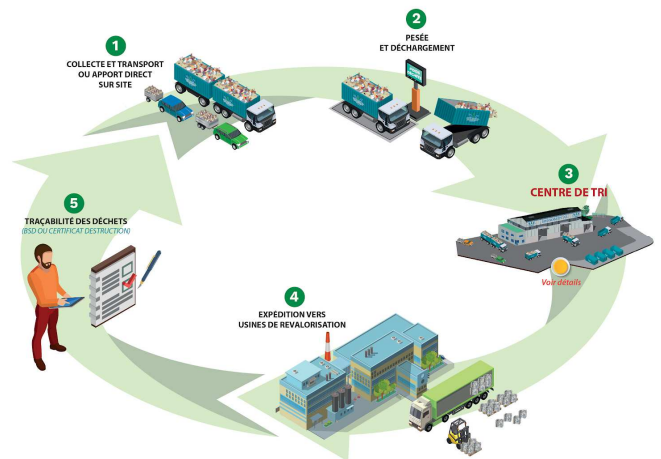 1
COLLECTE ET TRANSPORT
OU APPORT DIRECT
SUR SITE
2
PESÉE
ET DÉCHARGEMENT
3
CENTRE DE TRI
Voir détails
4
EXPÉDITION VERS
USINES DE REVALORISATION
5
TRAÇABILITÉ DES DÉCHETS
(BSD OU CERTIFICAT DESTRUCTION)